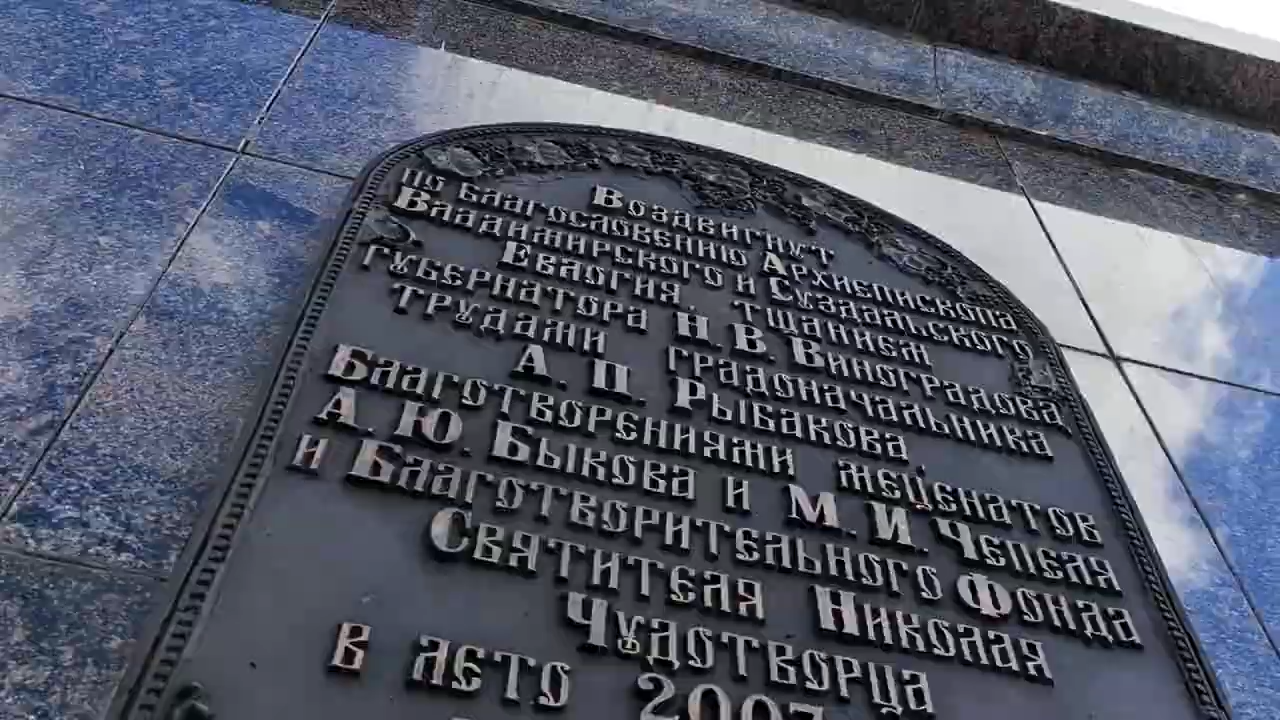 Воздвигнут
по Благословению Архиепископа
Владимирского и Суздальского
Евлогия, тщанием
губернатора Н.В. Виноградова,
трудами градоначальника
А.П. Рыбакова,
Благотворениями меценатов
А.Ю. Быкова и М.И. Чепеля
и Благотворительного Фонда
Святителя Николая
Чудотворца
в лето 2007